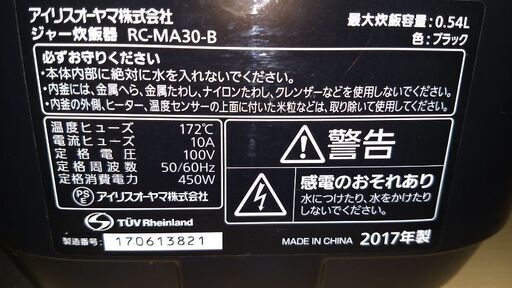 アイリスオーヤマ株式会社
ジャー炊飯器 RC-MA30-B
最大炊飯容量:0.54L
色:ブラック
必ずお守りください
・本体内部に絶対に水を入れないでください。
・内釜には、金属へら、金属たわし、ナイロンたわし、クレンザーなどを使用しないでください。
・内釜の外側、ヒーター、温度センサーの上面に付いた米粒などは、取り除いて使用してください。
温度ヒューズ 172℃
電流ヒューズ 10A
定格電圧 100V
定格周波数 50/60Hz
定格消費電力 450W
PS E アイリスオーヤマ株式会社
TÜV Rheinland
製造番号: 170613821
警告
感電のおそれあり
水につけたり、水をかけたり
しないでください。
MADE IN CHINA 2017年製